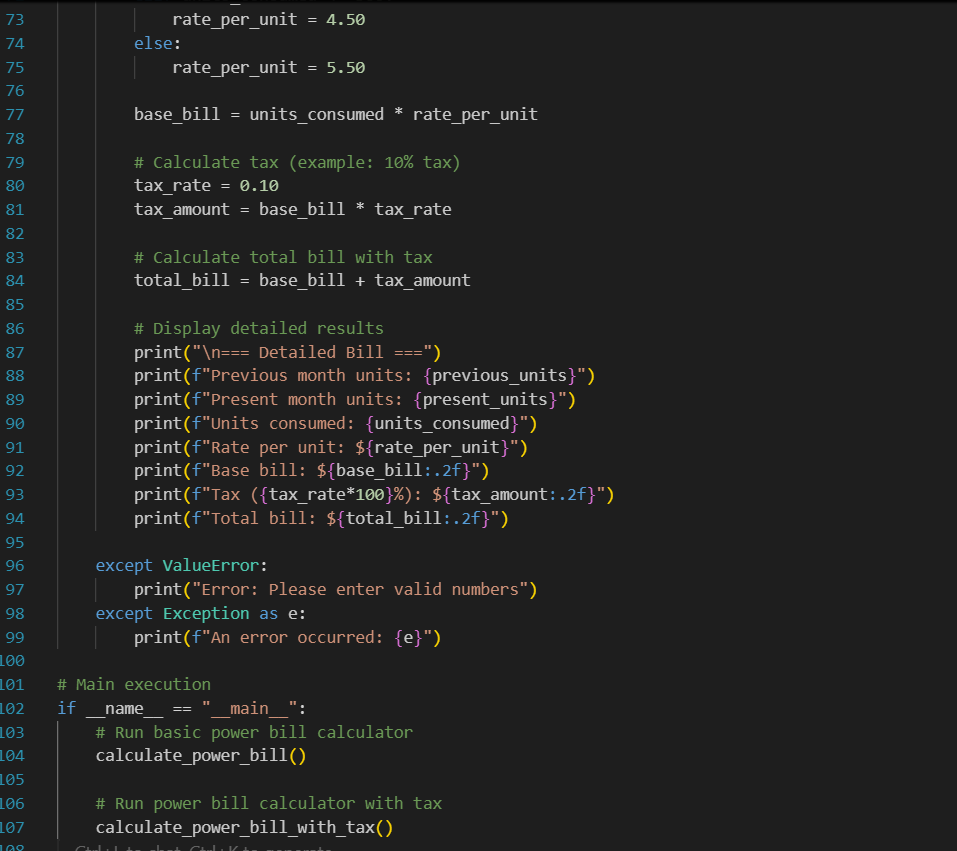 73 rate_per_unit = 4.50
74 else:
75 rate_per_unit = 5.50
76
77 base_bill = units_consumed * rate_per_unit
78
79 # Calculate tax (example: 10% tax)
80 tax_rate = 0.10
81 tax_amount = base_bill * tax_rate
82
83 # Calculate total bill with tax
84 total_bill = base_bill + tax_amount
85
86 # Display detailed results
87 print("\n=== Detailed Bill ===")
88 print(f"Previous month units: {previous_units}")
89 print(f"Present month units: {present_units}")
90 print(f"Units consumed: {units_consumed}")
91 print(f"Rate per unit: ${rate_per_unit}")
92 print(f"Base bill: ${base_bill:.2f}")
93 print(f"Tax ({tax_rate*100}%): ${tax_amount:.2f}")
94 print(f"Total bill: ${total_bill:.2f}")
95
96 except ValueError:
97 print("Error: Please enter valid numbers")
98 except Exception as e:
99 print(f"An error occurred: {e}")
100
101 # Main execution
102 if __name__ == "__main__":
103 # Run basic power bill calculator
104 calculate_power_bill()
105
106 # Run power bill calculator with tax
107 calculate_power_bill_with_tax()
108 Ctrl+L to chat, Ctrl+K to generate